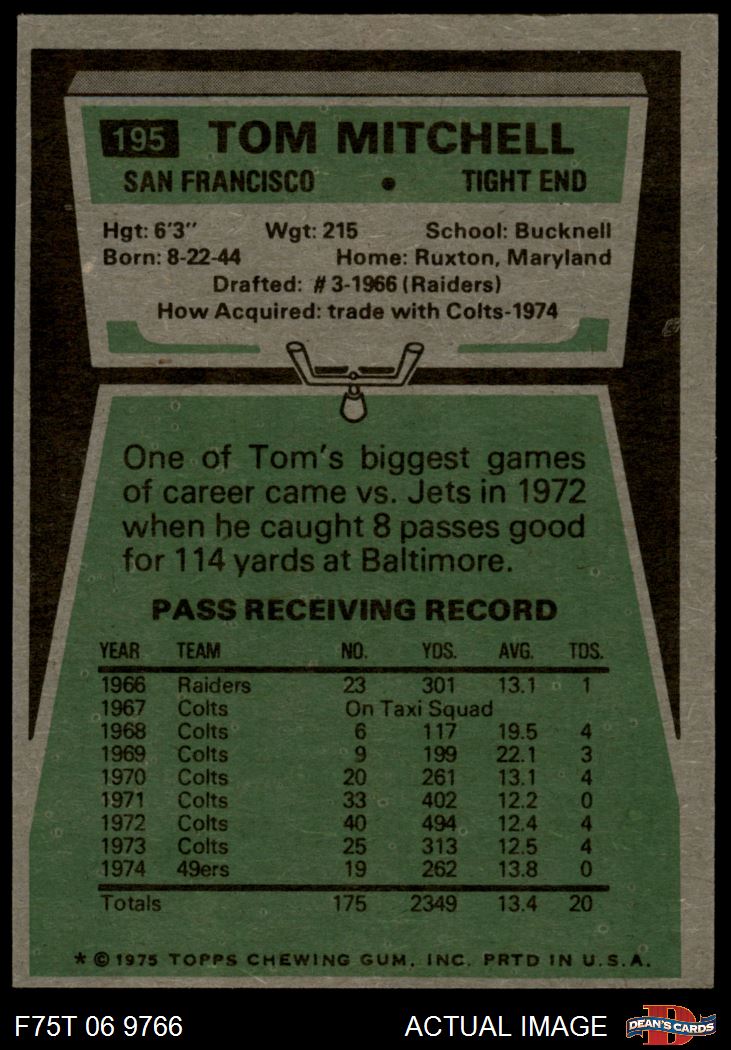 195 TOM MITCHELL
SAN FRANCISCO • TIGHT END
Hgt: 6'3" Wgt: 215 School: Bucknell
Born: 8-22-44 Home: Ruxton, Maryland
Drafted: #3-1966 (Raiders)
How Acquired: trade with Colts-1974
One of Tom's biggest games
of career came vs. Jets in 1972
when he caught 8 passes good
for 114 yards at Baltimore.
PASS RECEIVING RECORD
YEAR TEAM NO. YDS. AVG. TDS.
1966 Raiders 23 301 13.1 1
1967 Colts On Taxi Squad
1968 Colts 6 117 19.5 4
1969 Colts 9 199 22.1 3
1970 Colts 20 261 13.1 4
1971 Colts 33 402 12.2 0
1972 Colts 40 494 12.4 4
1973 Colts 25 313 12.5 4
1974 49ers 19 262 13.8 0
Totals 175 2349 13.4 20
* © 1975 TOPPS CHEWING GUM, INC. PRTD IN U.S.A.
F75T 06 9766 ACTUAL IMAGE DEAN'S CARDS